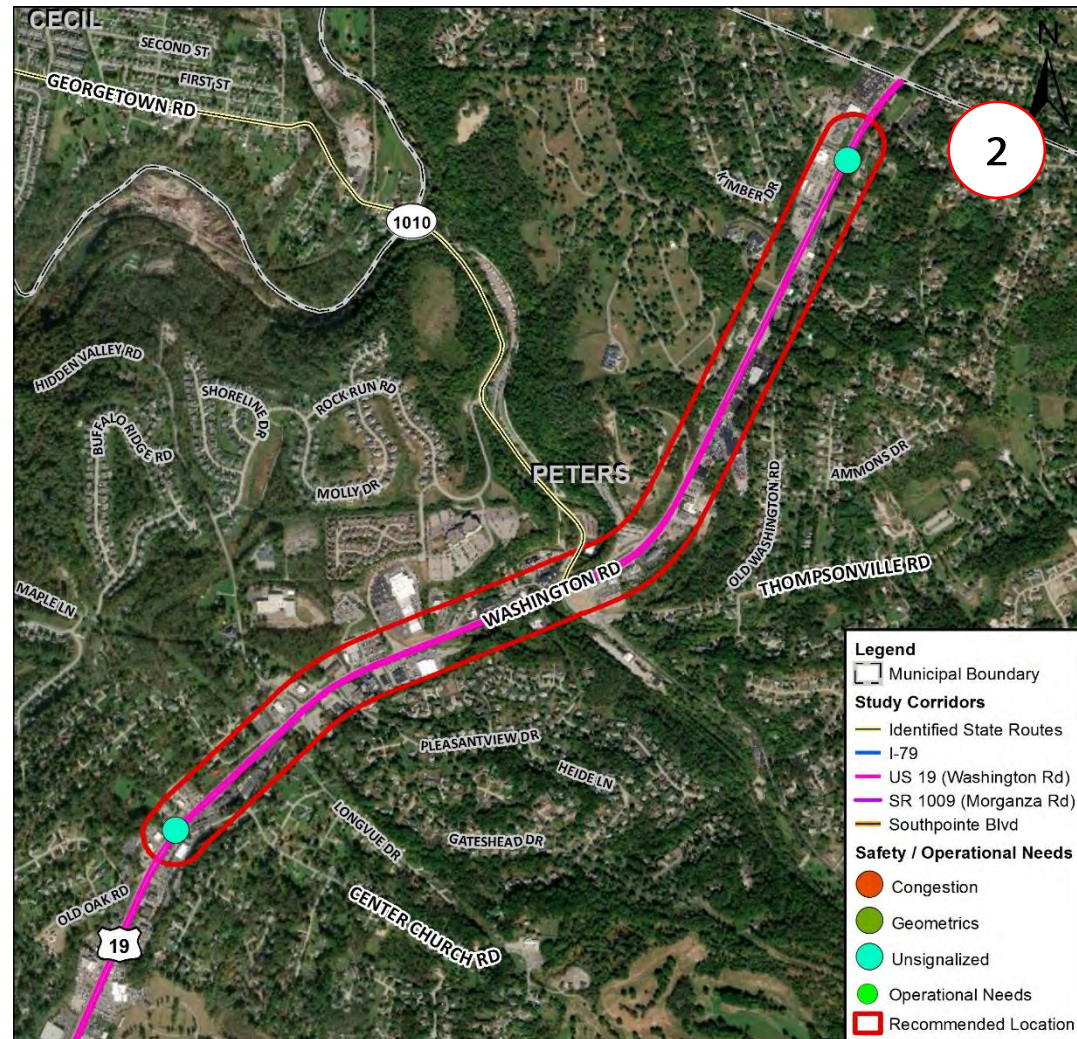 CECIL
SECOND ST
FIRST ST
GEORGETOWN RD
N
2
KIMBER DR
1010
HIDDEN VALLEY RD
SHORELINE DR
ROCK RUN RD
BUFFALO RIDGE RD
MOLLY DR
PETERS
AMMONS DR
OLD WASHINGTON RD
THOMPSONVILLE RD
WASHINGTON RD
MAPLE LN
PLEASANTVIEW DR
HEIDE LN
LONGVUE DR
GATESHEAD DR
OLD OAK RD
CENTER CHURCH RD
19
Legend
Municipal Boundary
Study Corridors
Identified State Routes
I-79
US 19 (Washington Rd)
SR 1009 (Morganza Rd)
Southpointe Blvd
Safety / Operational Needs
Congestion
Geometrics
Unsignalized
Operational Needs
Recommended Location